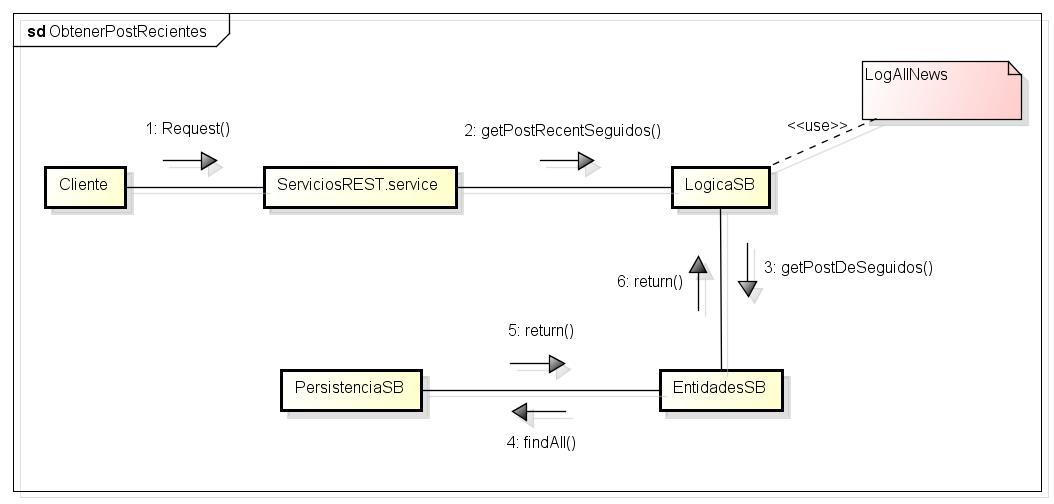 sd ObtenerPostRecientes
LogAllNews
<<use>>
1: Request()
2: getPostRecentSeguidos()
Cliente
ServiciosREST.service
LogicaSB
3: getPostDeSeguidos()
6: return()
5: return()
PersistenciaSB
EntidadesSB
4: findAll()